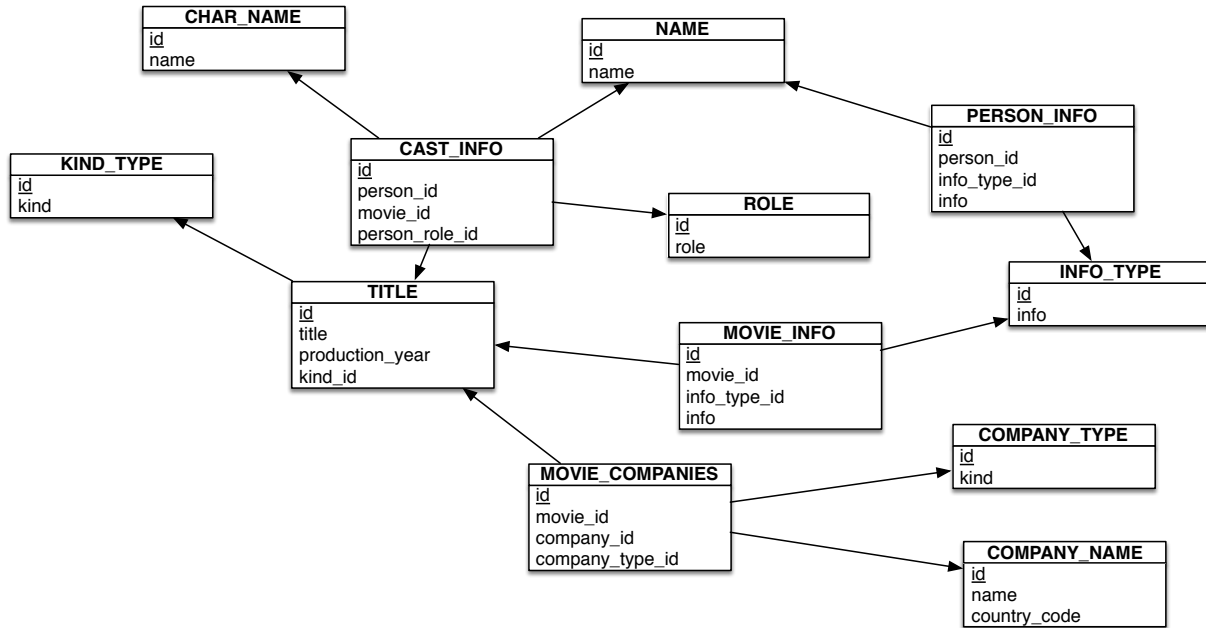 CHAR_NAME
id
name
NAME
id
name
PERSON_INFO
id
person_id
info_type_id
info
KIND_TYPE
id
kind
CAST_INFO
id
person_id
movie_id
person_role_id
ROLE
id
role
INFO_TYPE
id
info
TITLE
id
title
production_year
kind_id
MOVIE_INFO
id
movie_id
info_type_id
info
COMPANY_TYPE
id
kind
MOVIE_COMPANIES
id
movie_id
company_id
company_type_id
COMPANY_NAME
id
name
country_code